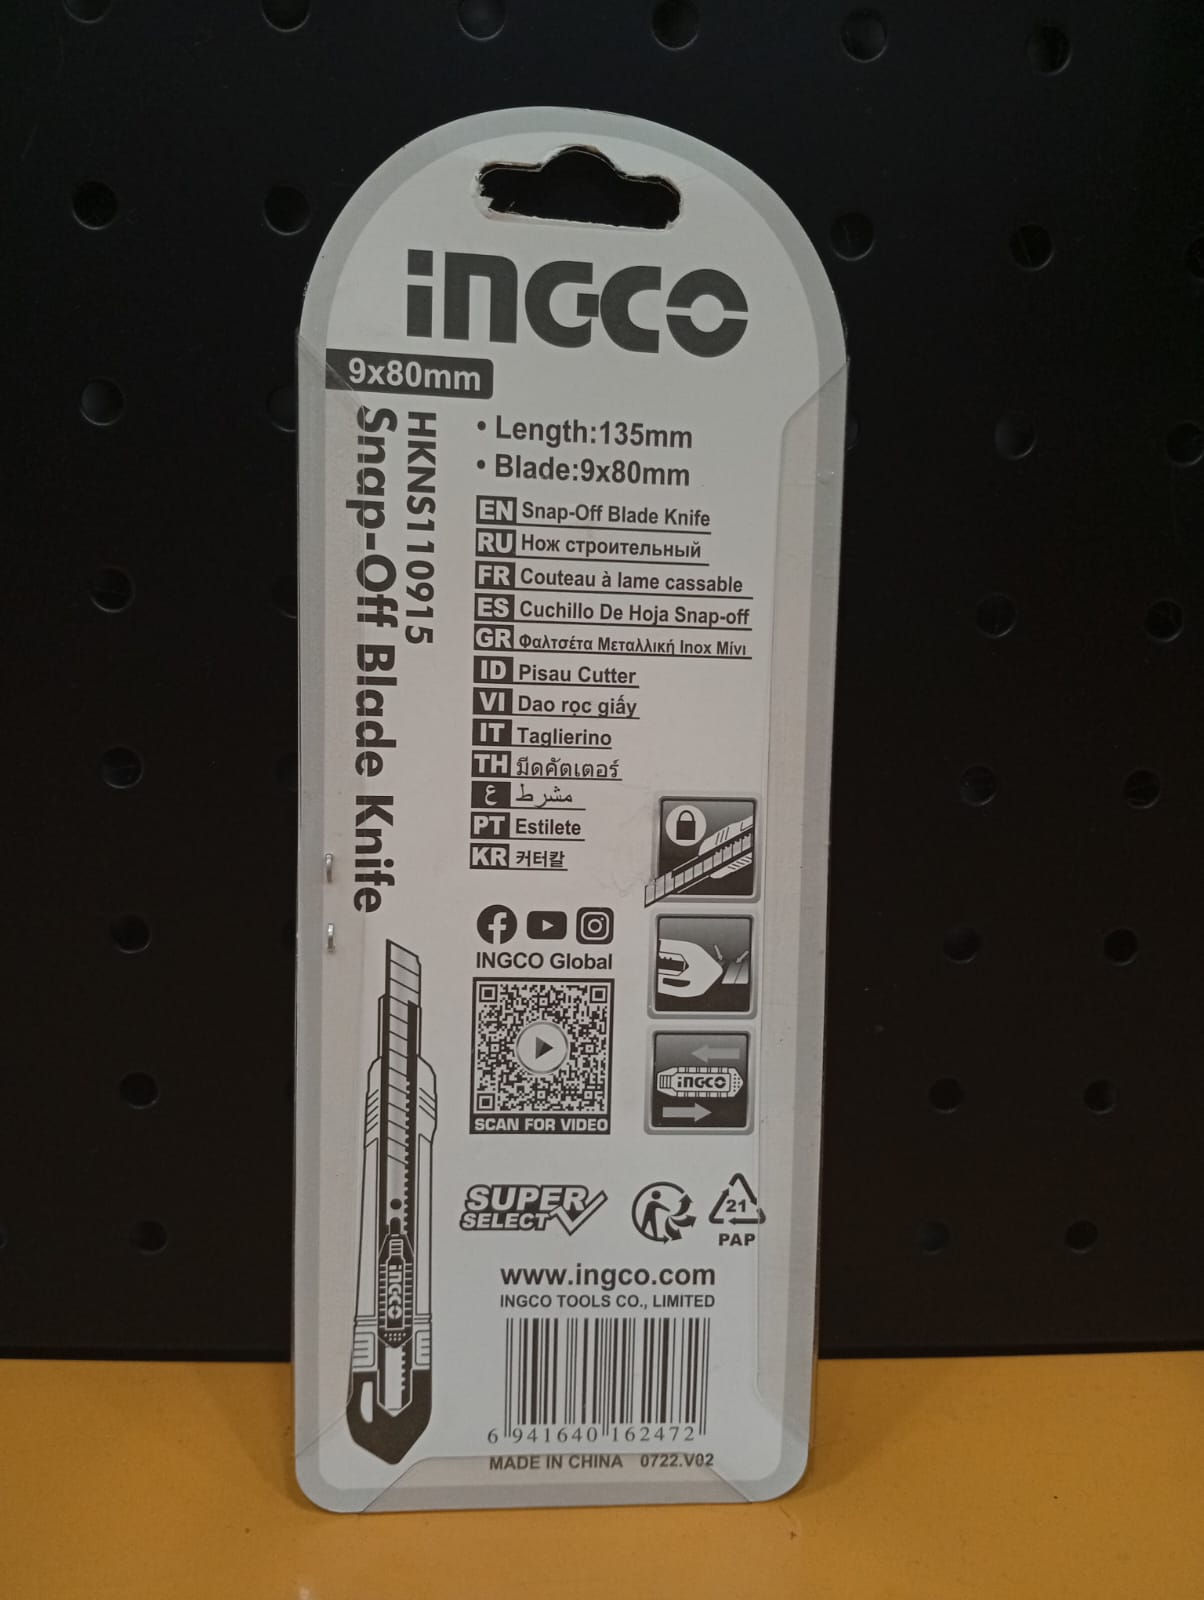 INGCO
9x80mm
HKNS110915
Snap-Off Blade Knife
• Length:135mm
• Blade:9x80mm
EN Snap-Off Blade Knife
RU Нож строительный
FR Couteau à lame cassable
ES Cuchillo De Hoja Snap-off
GR Φαλτσέτα Μεταλλική Inox Μίνι
ID Pisau Cutter
VI Dao rọc giấy
IT Taglierino
TH มีดคัตเตอร์
ع مشرط
PT Estilete
KR 커터칼
INGCO Global
SCAN FOR VIDEO
INGCO
INGCO
SUPER
SELECT
21
PAP
www.ingco.com
INGCO TOOLS CO., LIMITED
6 941640 162472
MADE IN CHINA 0722.V02